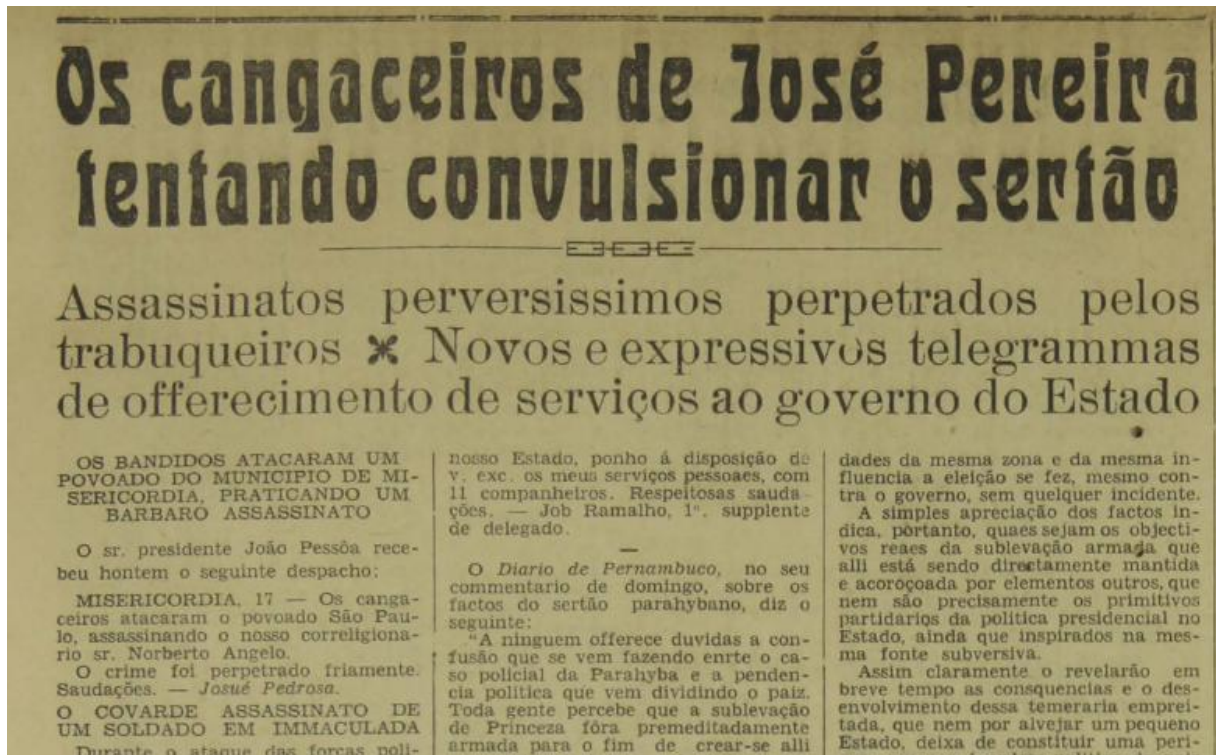 Os cangaceiros de José Pereira
tentando convulsionar o sertão
Assassinatos perversissimos perpetrados pelos
trabuqueiros ✖ Novos e expressivos telegrammas
de offerecimento de serviços ao governo do Estado
OS BANDIDOS ATACARAM UM
POVOADO DO MUNICIPIO DE MI-
SERICORDIA, PRATICANDO UM
BARBARO ASSASSINATO
O sr. presidente João Pessôa rece-
beu hontem o seguinte despacho:
MISERICORDIA, 17 — Os canga-
ceiros atacaram o povoado São Pau-
lo, assassinando o nosso correligiona-
rio sr. Norberto Angelo.
O crime foi perpetrado friamente.
Saudações. — Josué Pedrosa.
O COVARDE ASSASSINATO DE
UM SOLDADO EM IMMACULADA
Durante o ataque das forças poli-
nosso Estado, ponho á disposição de
v. exc. os meus serviços pessoaes, com
11 companheiros. Respeitosas sauda-
ções. — Job Ramalho, 1º. supplente
de delegado.
—
O Diario de Pernambuco, no seu
commentario de domingo, sobre os
factos do sertão parahybano, diz o
seguinte:
"A ninguem offerece duvidas a con-
fusão que se vem fazendo enrte o ca-
so policial da Parahyba e a penden-
cia politica que vem dividindo o paiz.
Toda gente percebe que a sublevação
de Princeza fôra premeditadamente
armada para o fim de crear-se alli
dades da mesma zona e da mesma in-
fluencia a eleição se fez, mesmo con-
tra o governo, sem quelquer incidente.
A simples apreciação dos factos in-
dica, portanto, quaes sejam os objecti-
vos reaes da sublevação armada que
alli está sendo directamente mantida
e acoroçoada por elementos outros, que
nem são precisamente os primitivos
partidarios da politica presidencial no
Estado, ainda que inspirados na mes-
ma fonte subversiva.
Assim claramente o revelarão em
breve tempo as consquencias e o des-
envolvimento dessa temeraria emprei-
tada, que nem por alvejar um pequeno
Estado, deixa de constituir uma peri-